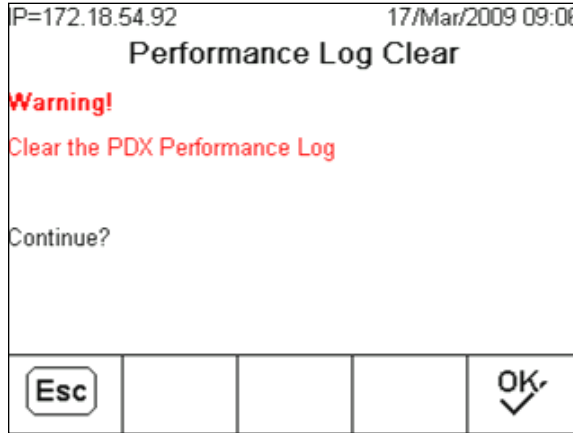 IP=172.18.54.92 17/Mar/2009 09:06
Performance Log Clear
Warning!
Clear the PDX Performance Log
Continue?
Esc OK